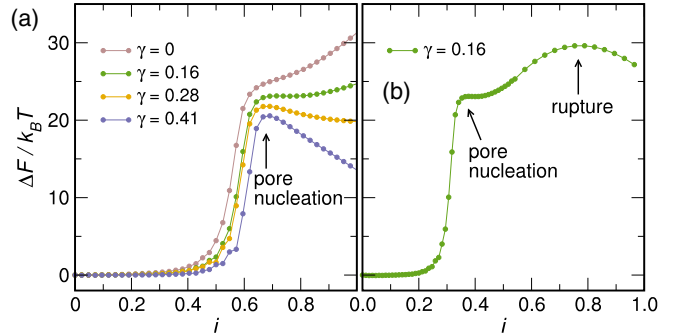 (a)
30
20
10
0
ΔF / k_BT
γ = 0
γ = 0.16
γ = 0.28
γ = 0.41
pore
nucleation
0 0.2 0.4 0.6 0.8
i
γ = 0.16
(b)
rupture
pore
nucleation
0.0 0.2 0.4 0.6 0.8 1.0
i